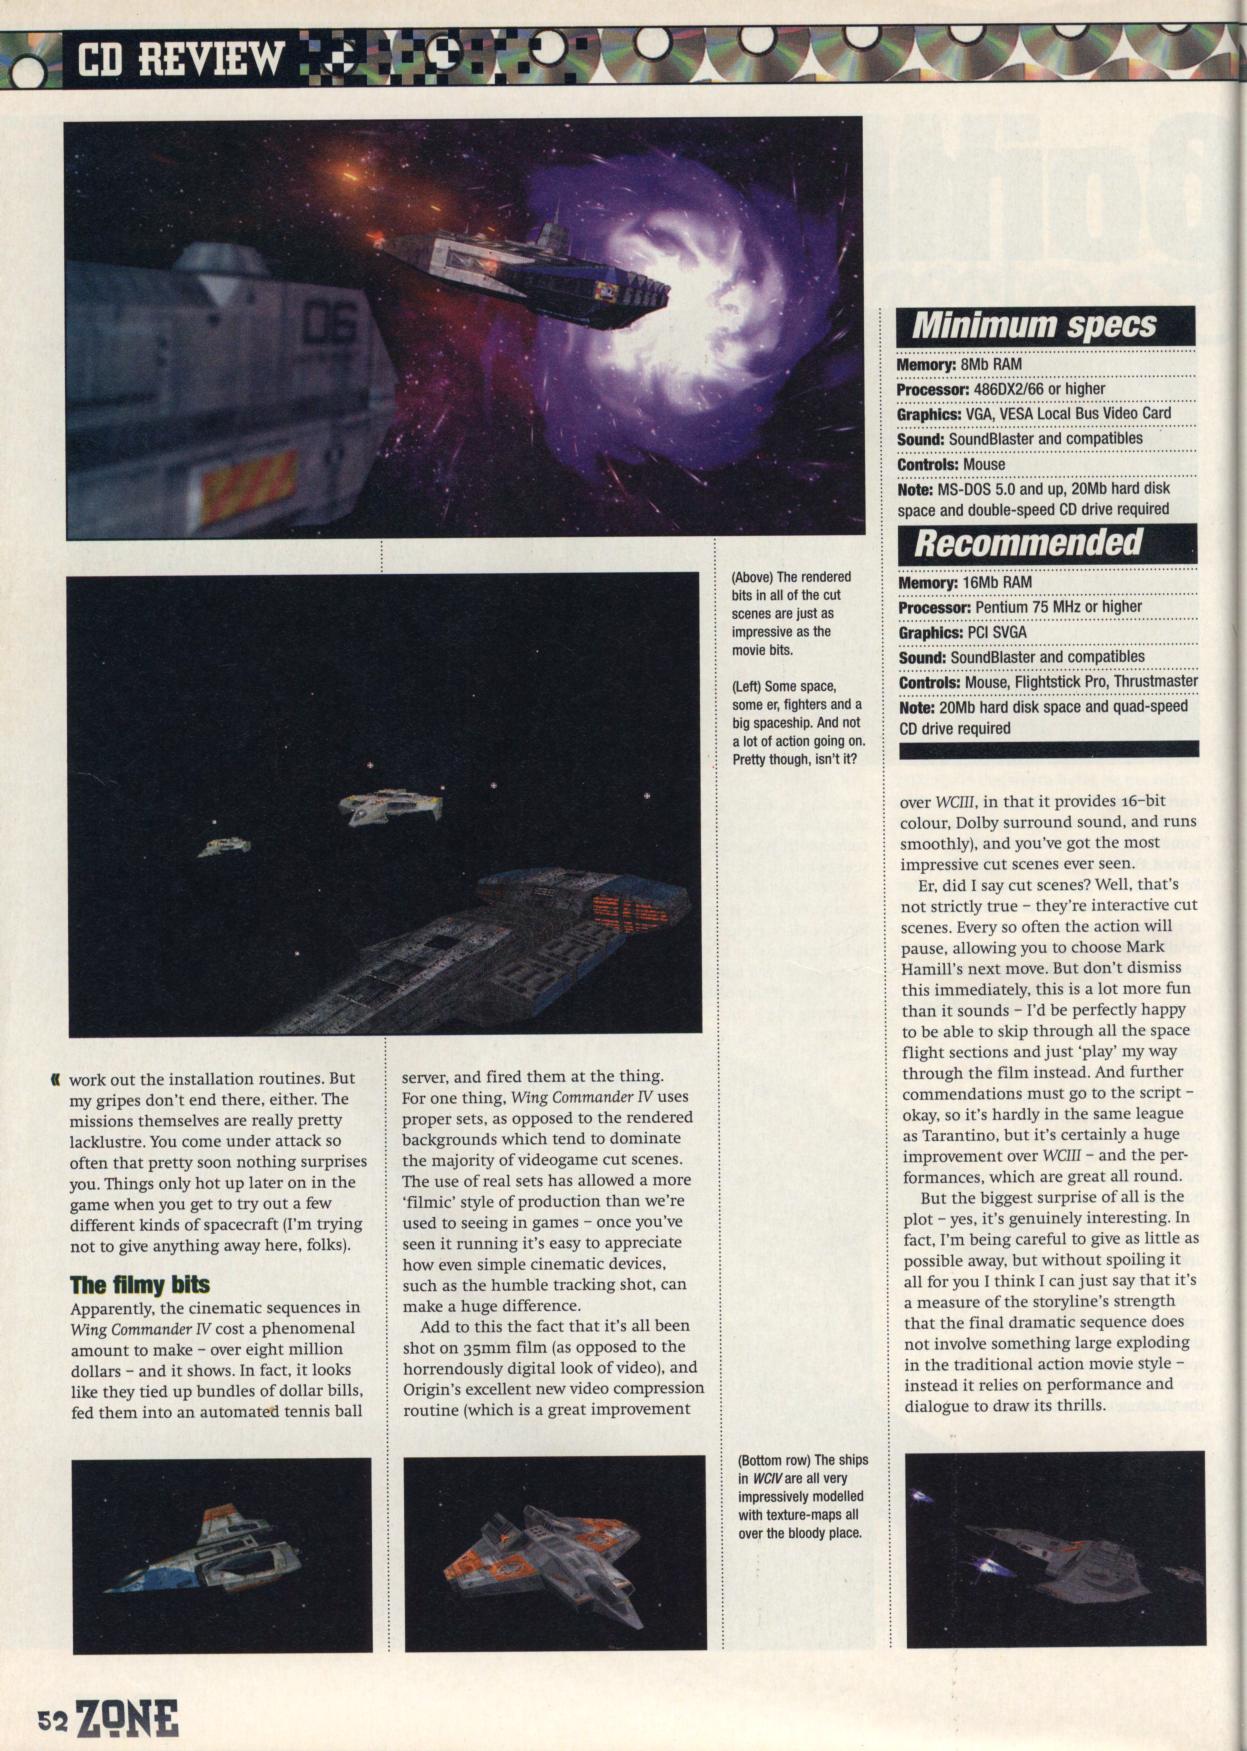 CD REVIEW
06
Minimum specs
Memory: 8Mb RAM
Processor: 486DX2/66 or higher
Graphics: VGA, VESA Local Bus Video Card
Sound: SoundBlaster and compatibles
Controls: Mouse
Note: MS-DOS 5.0 and up, 20Mb hard disk
space and double-speed CD drive required
Recommended
Memory: 16Mb RAM
Processor: Pentium 75 MHz or higher
Graphics: PCI SVGA
Sound: SoundBlaster and compatibles
Controls: Mouse, Flightstick Pro, Thrustmaster
Note: 20Mb hard disk space and quad-speed
CD drive required
(Above) The rendered
bits in all of the cut
scenes are just as
impressive as the
movie bits.
(Left) Some space,
some er, fighters and a
big spaceship. And not
a lot of action going on.
Pretty though, isn't it?
« work out the installation routines. But
my gripes don't end there, either. The
missions themselves are really pretty
lacklustre. You come under attack so
often that pretty soon nothing surprises
you. Things only hot up later on in the
game when you get to try out a few
different kinds of spacecraft (I'm trying
not to give anything away here, folks).
The filmy bits
Apparently, the cinematic sequences in
Wing Commander IV cost a phenomenal
amount to make – over eight million
dollars – and it shows. In fact, it looks
like they tied up bundles of dollar bills,
fed them into an automated tennis ball
server, and fired them at the thing.
For one thing, Wing Commander IV uses
proper sets, as opposed to the rendered
backgrounds which tend to dominate
the majority of videogame cut scenes.
The use of real sets has allowed a more
'filmic' style of production than we're
used to seeing in games – once you've
seen it running it's easy to appreciate
how even simple cinematic devices,
such as the humble tracking shot, can
make a huge difference.
Add to this the fact that it's all been
shot on 35mm film (as opposed to the
horrendously digital look of video), and
Origin's excellent new video compression
routine (which is a great improvement
over WCIII, in that it provides 16-bit
colour, Dolby surround sound, and runs
smoothly), and you've got the most
impressive cut scenes ever seen.
Er, did I say cut scenes? Well, that's
not strictly true – they're interactive cut
scenes. Every so often the action will
pause, allowing you to choose Mark
Hamill's next move. But don't dismiss
this immediately, this is a lot more fun
than it sounds – I'd be perfectly happy
to be able to skip through all the space
flight sections and just 'play' my way
through the film instead. And further
commendations must go to the script –
okay, so it's hardly in the same league
as Tarantino, but it's certainly a huge
improvement over WCIII – and the per-
formances, which are great all round.
But the biggest surprise of all is the
plot – yes, it's genuinely interesting. In
fact, I'm being careful to give as little as
possible away, but without spoiling it
all for you I think I can just say that it's
a measure of the storyline's strength
that the final dramatic sequence does
not involve something large exploding
in the traditional action movie style –
instead it relies on performance and
dialogue to draw its thrills.
(Bottom row) The ships
in WCIV are all very
impressively modelled
with texture-maps all
over the bloody place.
52 ZONE